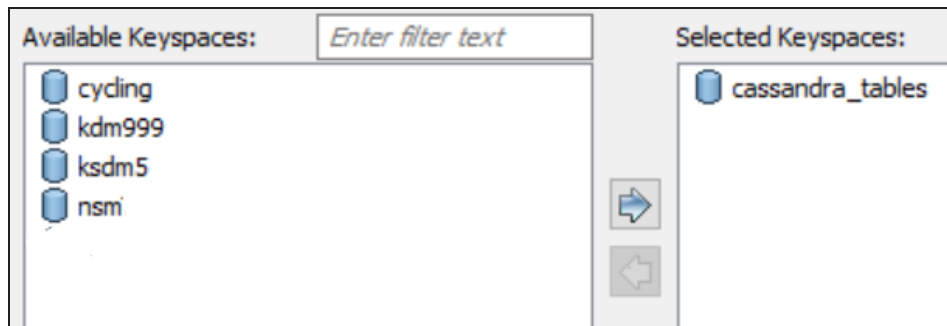 Available Keyspaces: Enter filter text
Selected Keyspaces:
cycling
kdm999
ksdm5
nsm
cassandra_tables